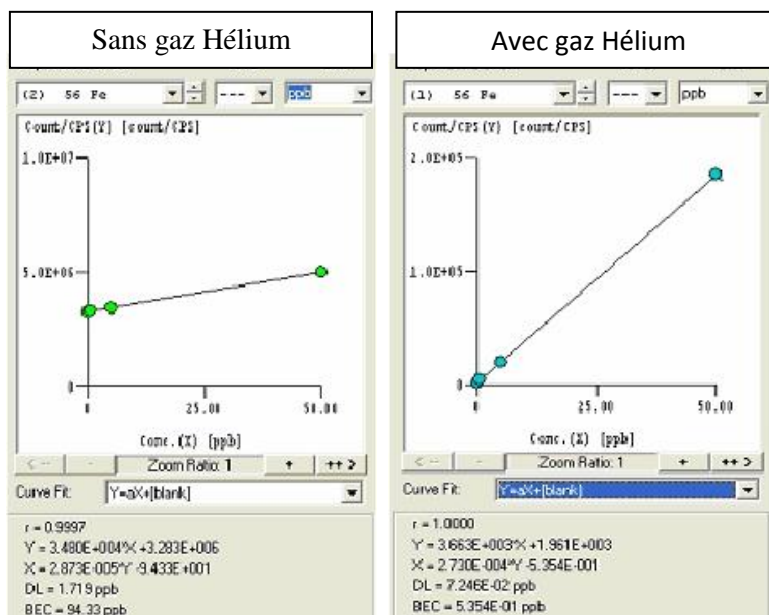 Sans gaz Hélium
(2) 56 Fe --- ppb
Count/CPS(Y) [count/CPS]
1.0E+07
5.0E+06
0
0 25.00 50.00
Conc.(X) [ppb]
<-- - Zoom Ratio: 1 + ++>
Curve Fit: Y=aX+[blank]
r = 0.9997
Y = 3.480E+004*X +3.283E+006
X = 2.873E-005*Y -9.433E +001
DL = 1.719 ppb
BEC = 94.33 ppb
Avec gaz Hélium
(1) 56 Fe --- ppb
Count/CPS(Y) [count/CPS]
2.0E+05
1.0E+05
0
0 25.00 50.00
Conc.(X) [ppb]
<-- - Zoom Ratio: 1 + ++>
Curve Fit: Y=aX+[blank]
r = 1.0000
Y = 3.663E+003*X +1.961E+003
X = 2.730E-004*Y -5.354E-001
DL = 7.246E-02 ppb
BEC = 5.354E-01 ppb